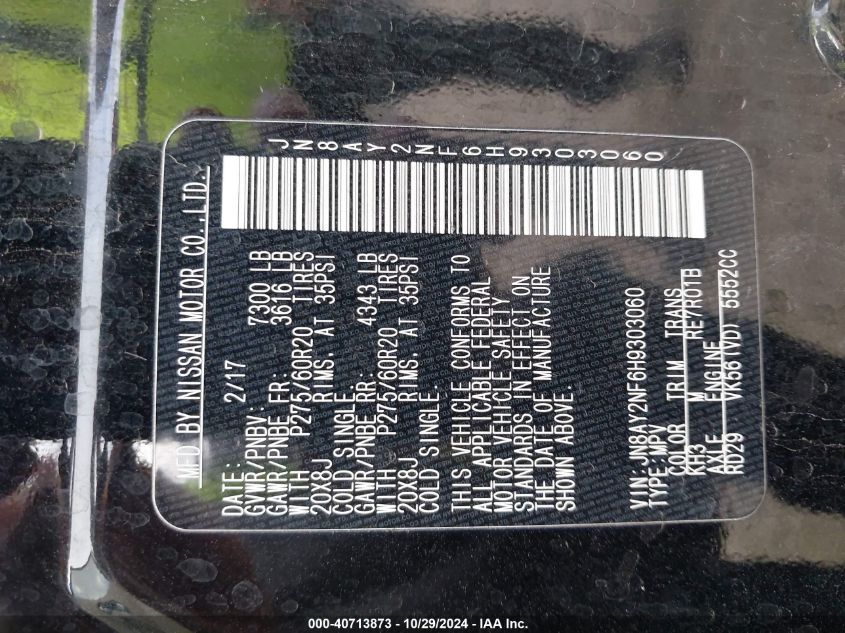 MFD BY NISSAN MOTOR CO.,LTD.
JN8AY2NF6H9303060
DATE: 2/17
GVWR/PNBV: 7300 LB
GAWR/PNBE FR: 3616 LB
WITH P275/60R20 TIRES
20X8J RIMS. AT 35PSI
COLD SINGLE
GAWR/PNBE RR: 4343 LB
WITH P275/60R20 TIRES
20X8J RIMS. AT 35PSI
COLD SINGLE.
THIS VEHICLE CONFORMS TO
ALL APPLICABLE FEDERAL
MOTOR VEHICLE SAFETY
STANDARDS IN EFFECT ON
THE DATE OF MANUFACTURE
SHOWN ABOVE.
VIN:JN8AY2NF6H9303060
TYPE:MPV
COLOR TRIM TRANS
KH3 M RE7R01B
AXLE ENGINE
RD29 VK56(VD) 5552CC
000-40713873 - 10/29/2024 - IAA Inc.